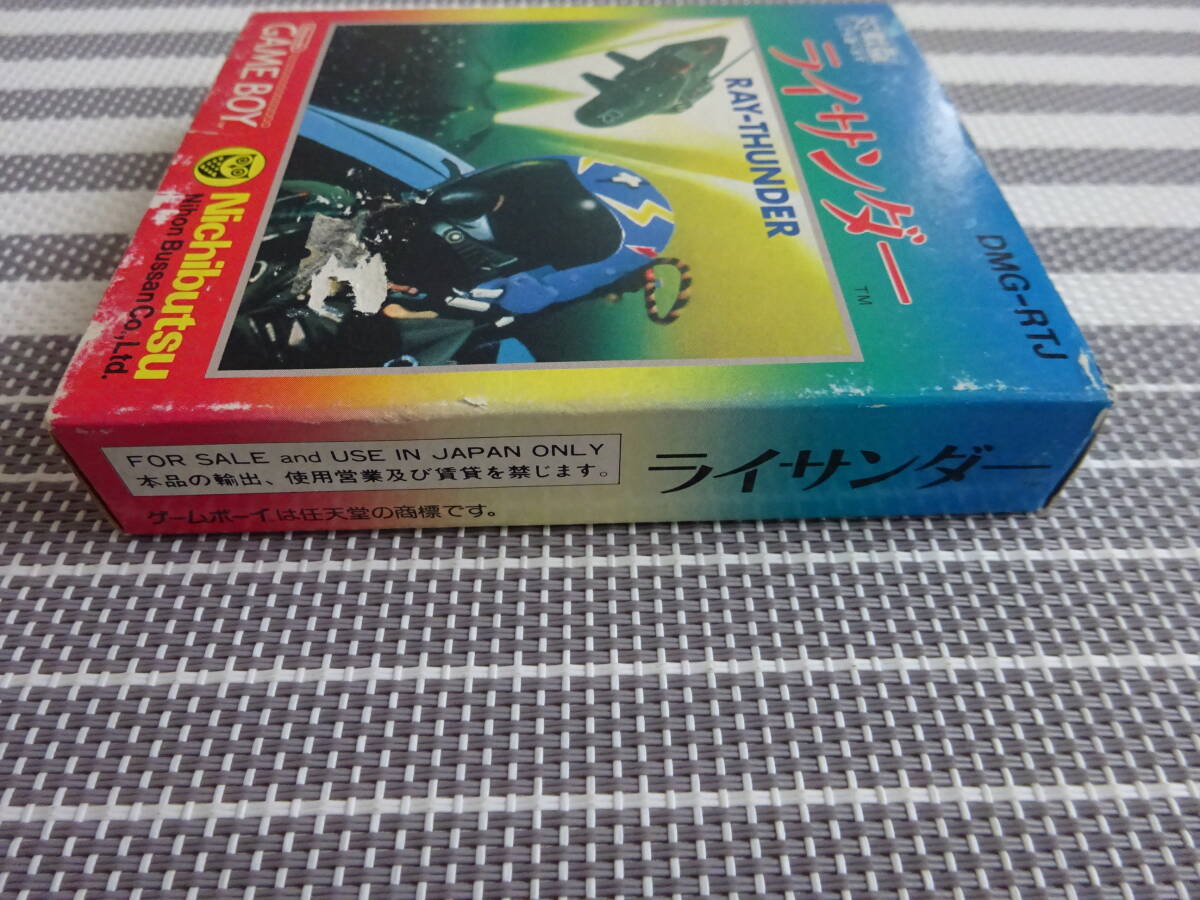 ライサンダー
TM
RAY-THUNDER
DMG-RTJ
GAME BOY
Nichibutsu
Nihon Bussan Co., Ltd.
FOR SALE and USE IN JAPAN ONLY
本品の輸出、使用営業及び賃貸を禁じます。
ゲームボーイは任天堂の商標です。
ライサンダー